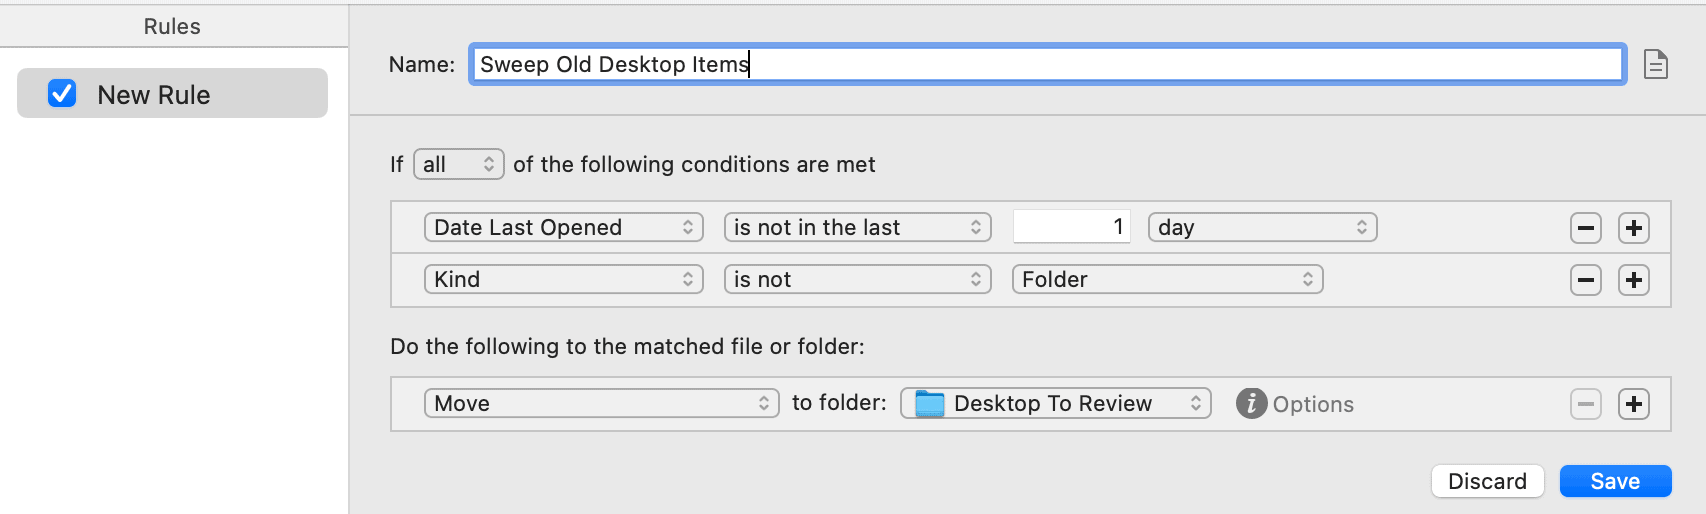 Rules
New Rule
Name: Sweep Old Desktop Items
If all of the following conditions are met
Date Last Opened is not in the last 1 day
Kind is not Folder
Do the following to the matched file or folder:
Move to folder: Desktop To Review Options
Discard Save